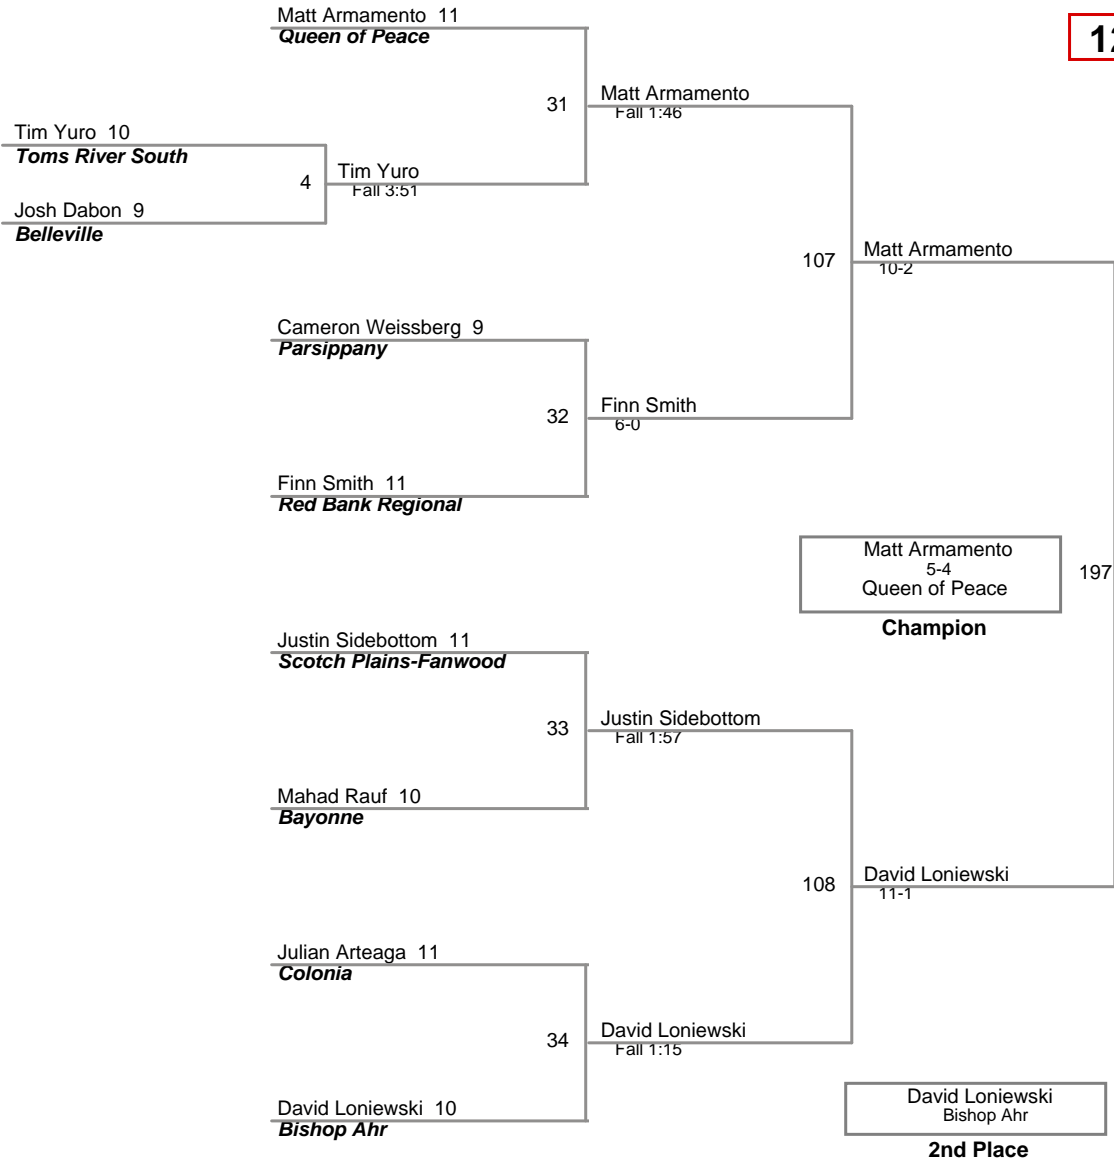 Matt Armamento 11
Queen of Peace
31
Matt Armamento
Fall 1:46
Tim Yuro 10
Toms River South
4
Tim Yuro
Fall 3:51
Josh Dabon 9
Belleville
107
Matt Armamento
10-2
Cameron Weissberg 9
Parsippany
32
Finn Smith
6-0
Finn Smith 11
Red Bank Regional
Matt Armamento
5-4
Queen of Peace
197
Champion
Justin Sidebottom 11
Scotch Plains-Fanwood
33
Justin Sidebottom
Fall 1:57
Mahad Rauf 10
Bayonne
108
David Loniewski
11-1
Julian Arteaga 11
Colonia
34
David Loniewski
Fall 1:15
David Loniewski 10
Bishop Ahr
David Loniewski
Bishop Ahr
2nd Place